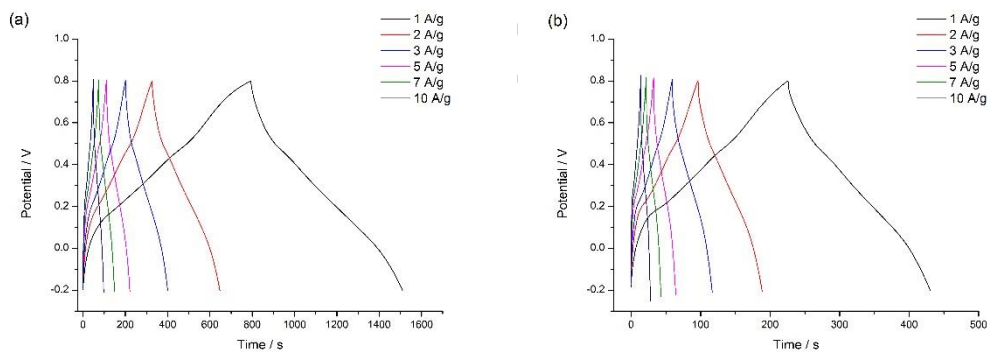 (a)
1 A/g
2 A/g
3 A/g
5 A/g
7 A/g
10 A/g
1.0
0.8
0.6
0.4
0.2
0.0
-0.2
Potential / V
0 200 400 600 800 1000 1200 1400 1600
Time / s
(b)
1 A/g
2 A/g
3 A/g
5 A/g
7 A/g
10 A/g
1.0
0.8
0.6
0.4
0.2
0.0
-0.2
Potential / V
0 100 200 300 400 500
Time / s